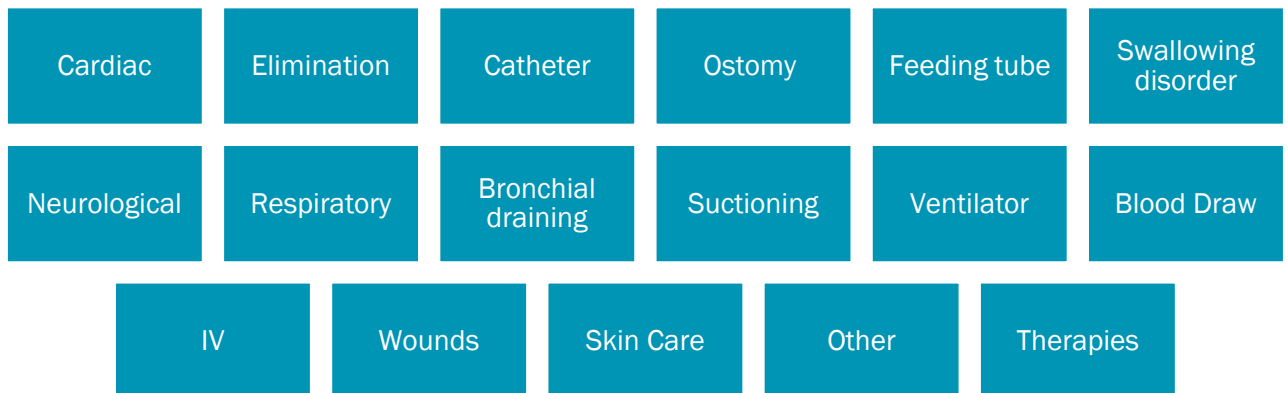 Cardiac
Elimination
Catheter
Ostomy
Feeding tube
Swallowing
disorder
Neurological
Respiratory
Bronchial
draining
Suctioning
Ventilator
Blood Draw
IV
Wounds
Skin Care
Other
Therapies